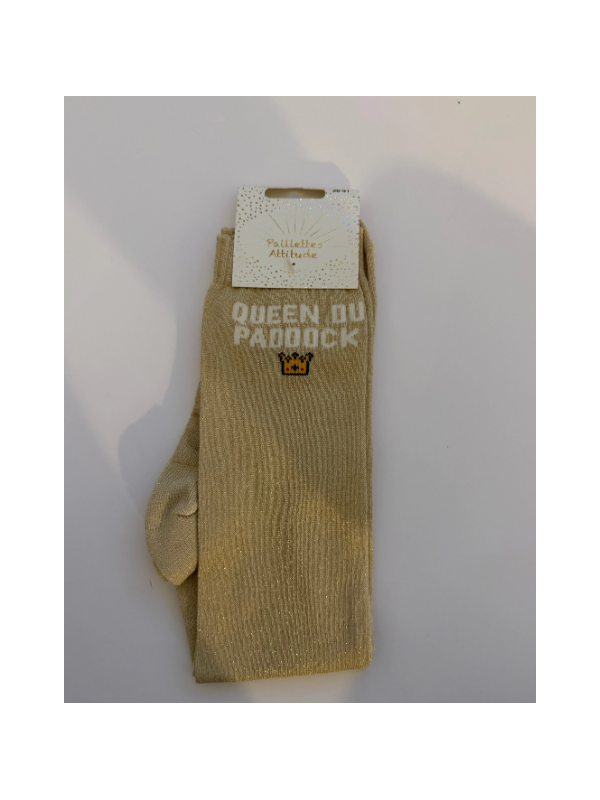 Paillettes
Attitude
QUEEN DU
PADDOCK